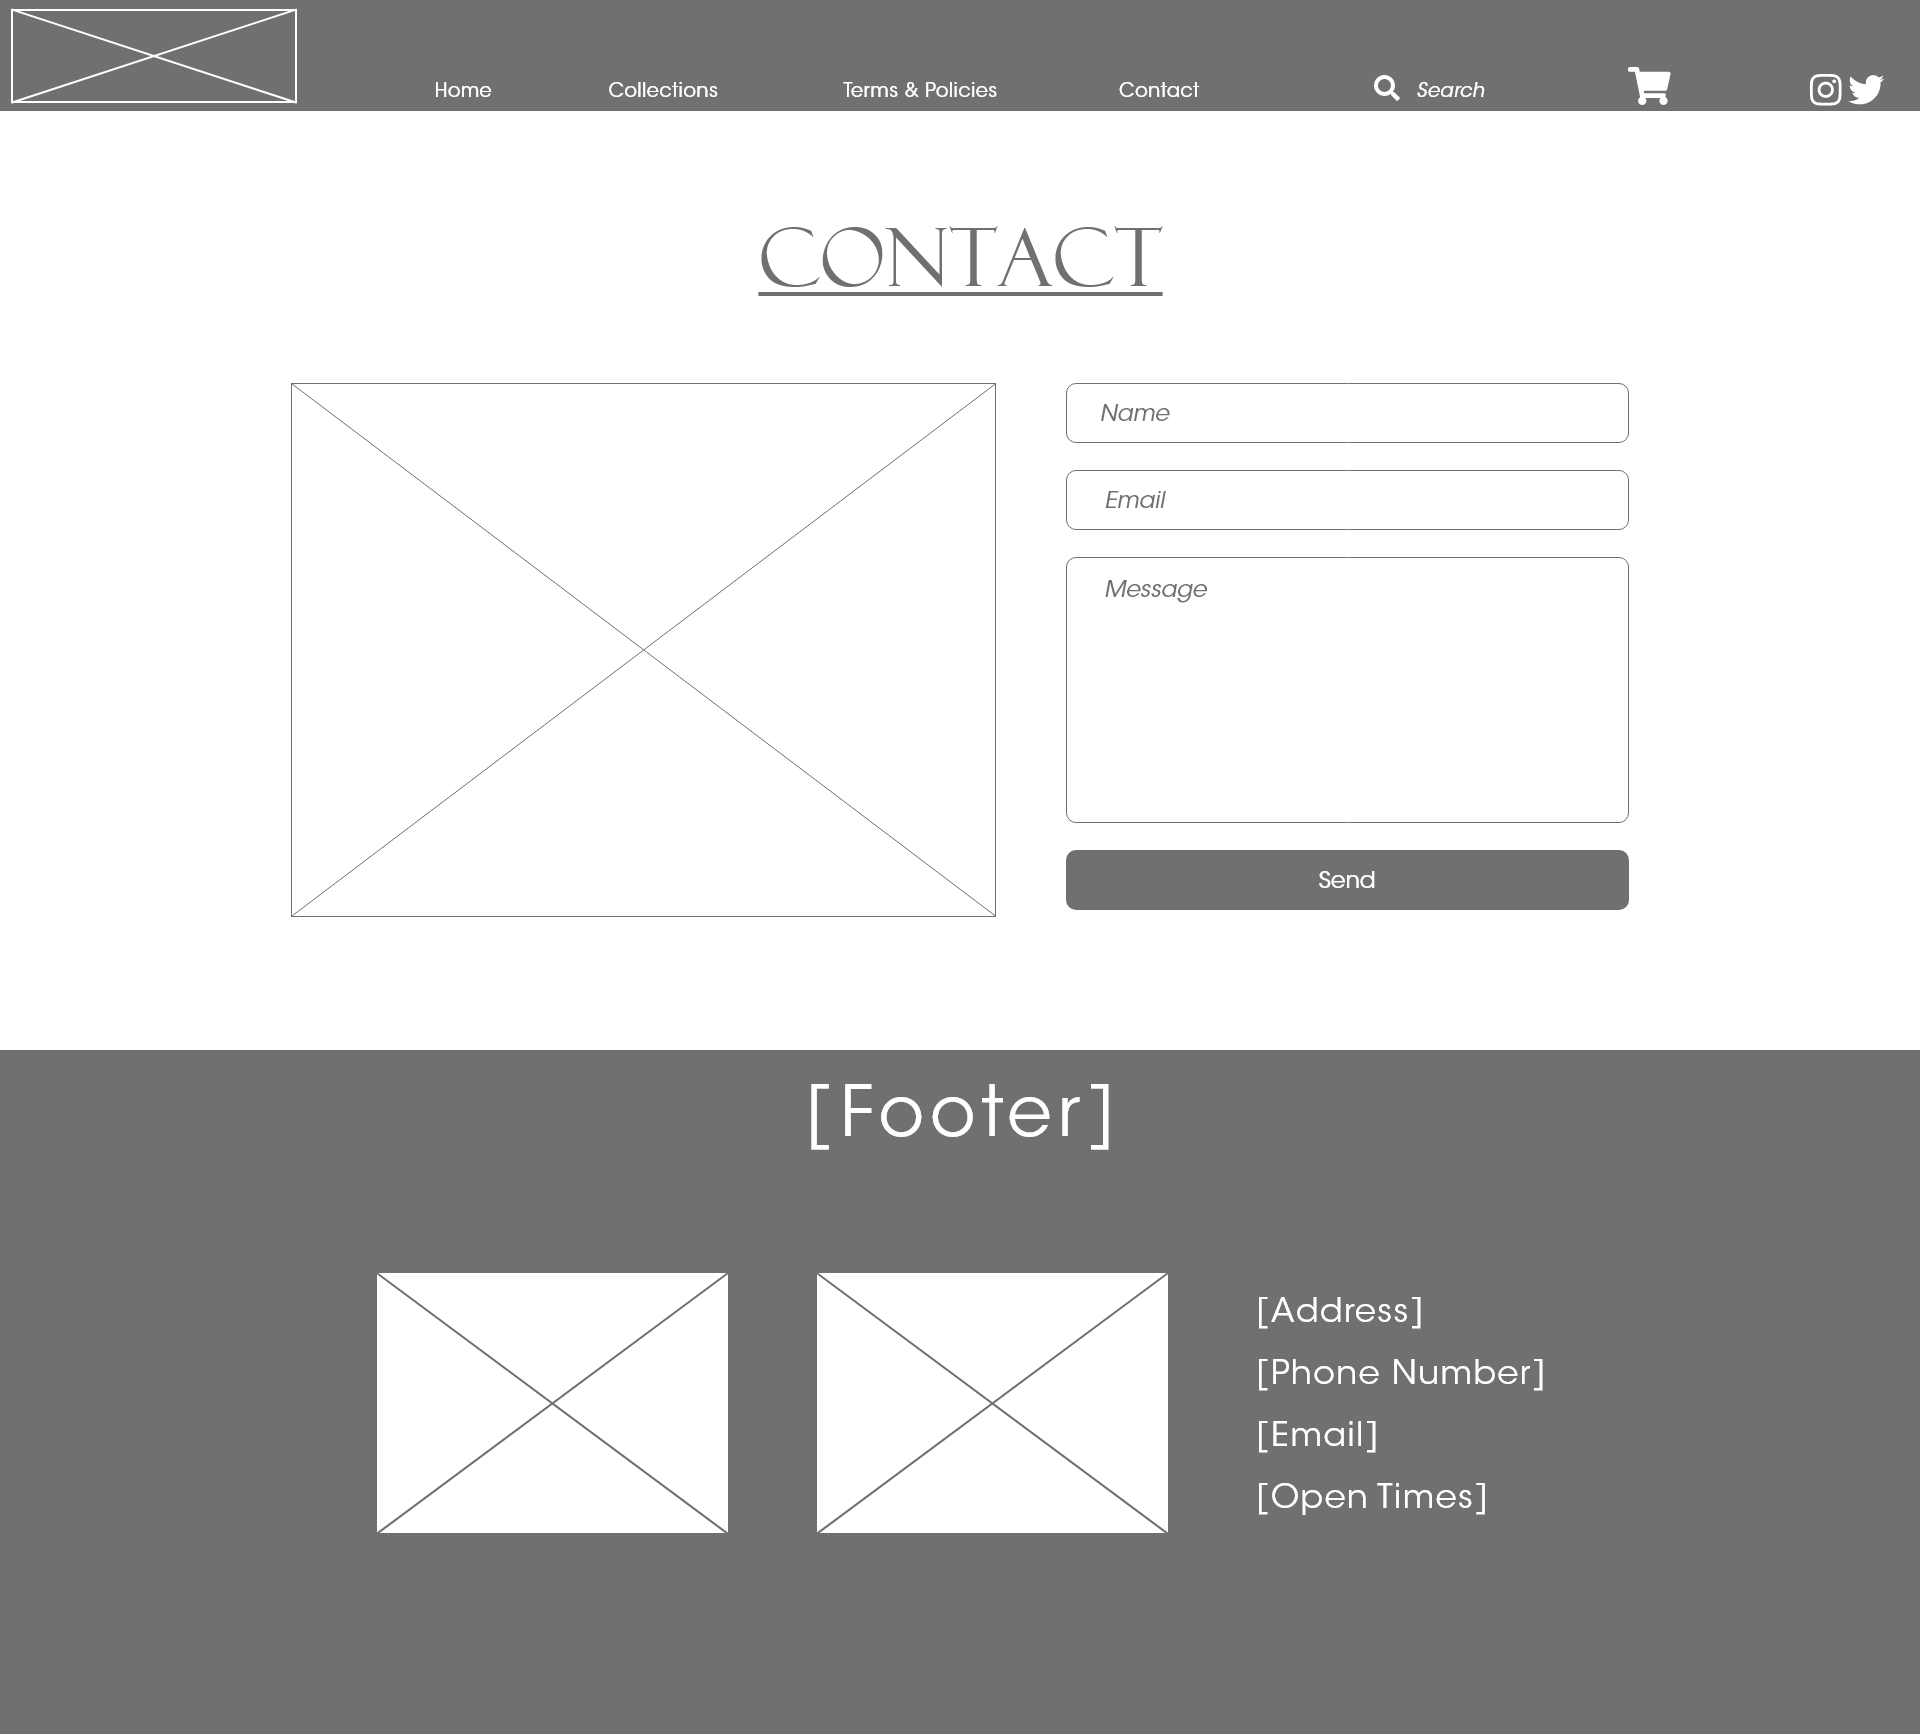 Home Collections Terms & Policies Contact Search
CONTACT
Name
Email
Message
Send
[Footer]
[Address]
[Phone Number]
[Email]
[Open Times]